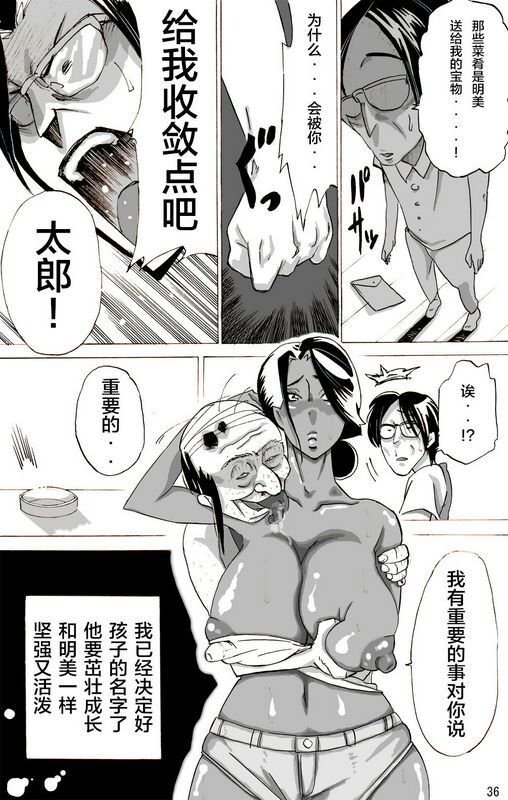 那些菜肴是明美
送给我的宝物
····!
为什么···
会被你··
给我收敛点吧
太郎！
バサッ
诶··!?
重要的··
我有重要的事对你说
我已经决定好
孩子的名字了
他要茁壮成长
和明美一样
坚强又活泼
36